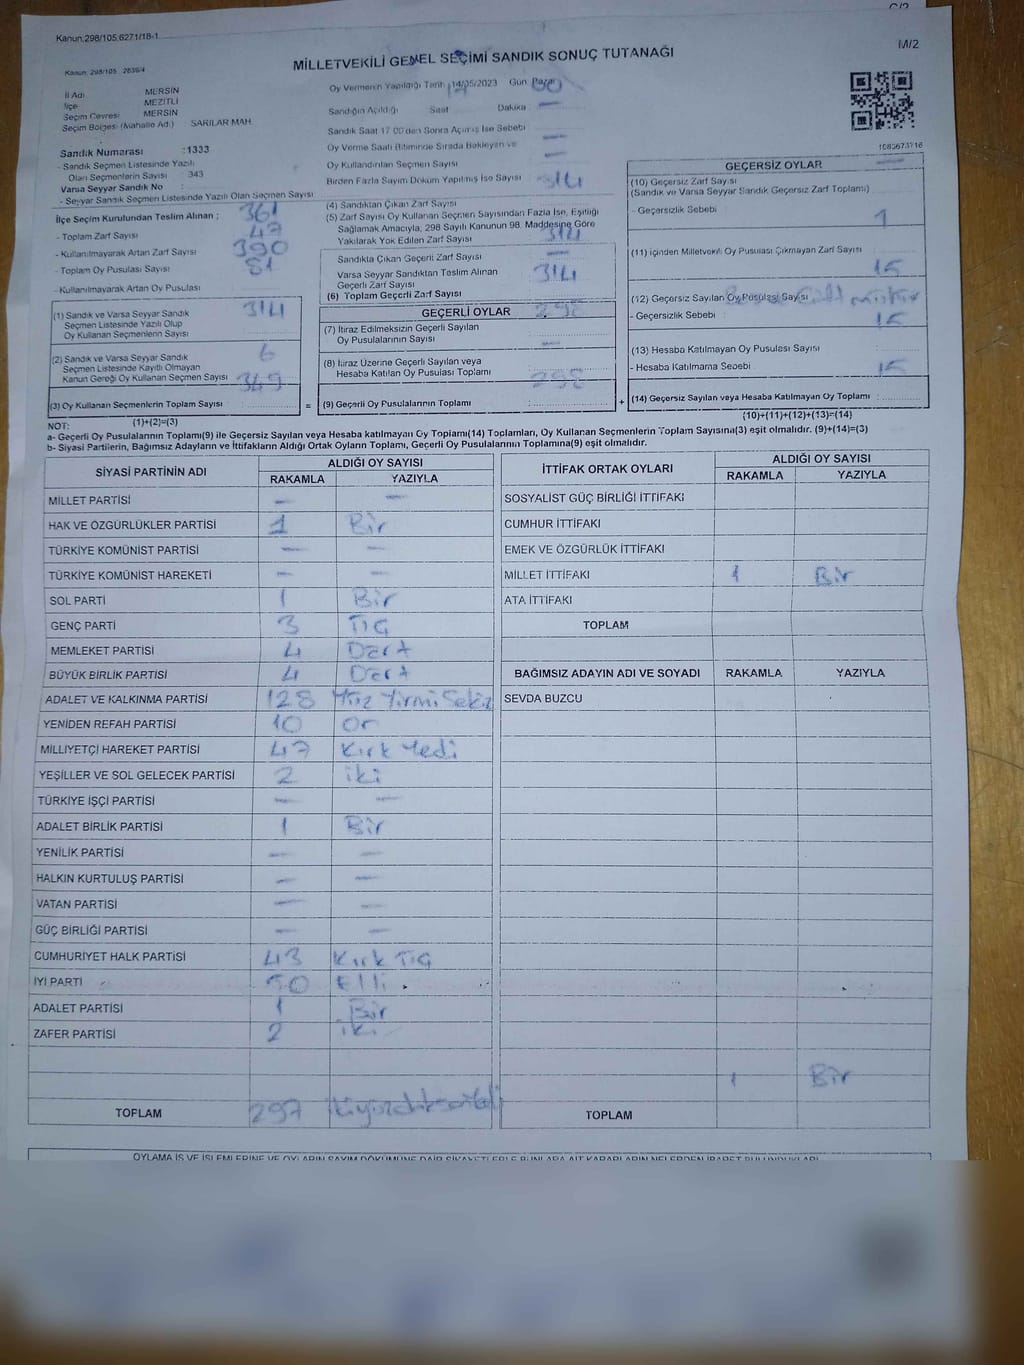 Kanun,298/105,6271/18-1
M/2
MİLLETVEKİLİ GENEL SEÇİMİ SANDIK SONUÇ TUTANAĞI
İl Adı MERSİN
İlçe MEZİTLİ
Seçim Çevresi MERSİN
Seçim Bölgesi (Mahalle Ad.) : SARILAR MAH.
Sandık Numarası :1333
- Sandık Seçmen Listesinde Yazılı
Olan Seçmenlerin Sayısı : 343
Varsa Seyyar Sandık No :
- Seyyar Sandık Seçmen Listesinde Yazılı Olan Seçmen Sayısı
İlçe Seçim Kurulundan Teslim Alınan : 361
- Toplam Zarf Sayısı 47
- Kullanılmayarak Artan Zarf Sayısı 390
- Toplam Oy Pusulası Sayısı 81
- Kullanılmayarak Artan Oy Pusulası
(1) Sandık ve Varsa Seyyar Sandık 314
Seçmen Listesinde Yazılı Olup
Oy Kullanan Seçmenlerin Sayısı
(2) Sandık ve Varsa Seyyar Sandık 6
Seçmen Listesinde Kayıtlı Olmayan
Kanun Gereği Oy Kullanan Seçmen Sayısı 349
(3) Oy Kullanan Seçmenlerin Toplam Sayısı
(1)+(2)=(3)
Oy Vermenin Yapıldığı Tarih 14/05/2023 Gün Pazar
Sandığın Açıldığı Saat Dakika
Sandık Saat 17.00'den Sonra Açılmış İse Sebebi
Oy Verme Saati Bitiminde Sırada Bekleyen ve
Oy Kullandırılan Seçmen Sayısı
Birden Fazla Sayım Döküm Yapılmış İse Sayısı 314
(4) Sandıktan Çıkan Zarf Sayısı
(5) Zarf Sayısı Oy Kullanan Seçmen Sayısından Fazla İse, Eşitliği
Sağlamak Amacıyla, 298 Sayılı Kanunun 98. Maddesine Göre
Yakılarak Yok Edilen Zarf Sayısı 314
Sandıkta Çıkan Geçerli Zarf Sayısı
Varsa Seyyar Sandıktan Teslim Alınan
Geçerli Zarf Sayısı 314
(6) Toplam Geçerli Zarf Sayısı
GEÇERLİ OYLAR 298
(7) İtiraz Edilmeksizin Geçerli Sayılan
Oy Pusulalarının Sayısı
(8) İtiraz Üzerine Geçerli Sayılan veya
Hesaba Katılan Oy Pusulası Toplamı 298
= (9) Geçerli Oy Pusulalarının Toplamı
1080673716
GEÇERSİZ OYLAR
(10) Geçersiz Zarf Sayısı
(Sandık ve Varsa Seyyar Sandık Geçersiz Zarf Toplamı)
- Geçersizlik Sebebi 1
(11) İçinden Milletvekili Oy Pusulası Çıkmayan Zarf Sayısı
15
(12) Geçersiz Sayılan Oy Pusulası Sayısı
- Geçersizlik Sebebi : 15
(13) Hesaba Katılmayan Oy Pusulası Sayısı
- Hesaba Katılmama Sebebi 15
+ (14) Geçersiz Sayılan veya Hesaba Katılmayan Oy Toplamı :
(10)+(11)+(12)+(13)=(14)
NOT:
a- Geçerli Oy Pusulalarının Toplamı(9) ile Geçersiz Sayılan veya Hesaba katılmayan Oy Toplamı(14) Toplamları, Oy Kullanan Seçmenlerin Toplam Sayısına(3) eşit olmalıdır. (9)+(14)=(3)
b- Siyasi Partilerin, Bağımsız Adayların ve İttifakların Aldığı Ortak Oyların Toplamı, Geçerli Oy Pusulalarının Toplamına(9) eşit olmalıdır.
SİYASİ PARTİNİN ADI ALDIĞI OY SAYISI
RAKAMLA YAZIYLA
MİLLET PARTİSİ — —
HAK VE ÖZGÜRLÜKLER PARTİSİ 1 Bir
TÜRKİYE KOMÜNİST PARTİSİ — —
TÜRKİYE KOMÜNİST HAREKETİ — —
SOL PARTİ 1 Bir
GENÇ PARTİ 3 Üç
MEMLEKET PARTİSİ 4 Dört
BÜYÜK BİRLİK PARTİSİ 4 Dört
ADALET VE KALKINMA PARTİSİ 128 Yüz Yirmi Sekiz
YENİDEN REFAH PARTİSİ 10 On
MİLLİYETÇİ HAREKET PARTİSİ 47 Kırk Yedi
YEŞİLLER VE SOL GELECEK PARTİSİ 2 iki
TÜRKİYE İŞÇİ PARTİSİ — —
ADALET BİRLİK PARTİSİ 1 Bir
YENİLİK PARTİSİ — —
HALKIN KURTULUŞ PARTİSİ — —
VATAN PARTİSİ — —
GÜÇ BİRLİĞİ PARTİSİ — —
CUMHURİYET HALK PARTİSİ 43 Kırk Üç
İYİ PARTİ 50 Elli
ADALET PARTİSİ 1 Bir
ZAFER PARTİSİ 2 iki
TOPLAM 297
İTTİFAK ORTAK OYLARI ALDIĞI OY SAYISI
RAKAMLA YAZIYLA
SOSYALİST GÜÇ BİRLİĞİ İTTİFAKI
CUMHUR İTTİFAKI
EMEK VE ÖZGÜRLÜK İTTİFAKI
MİLLET İTTİFAKI 1 Bir
ATA İTTİFAKI
TOPLAM
BAĞIMSIZ ADAYIN ADI VE SOYADI RAKAMLA YAZIYLA
SEVDA BUZCU
1 Bir
TOPLAM